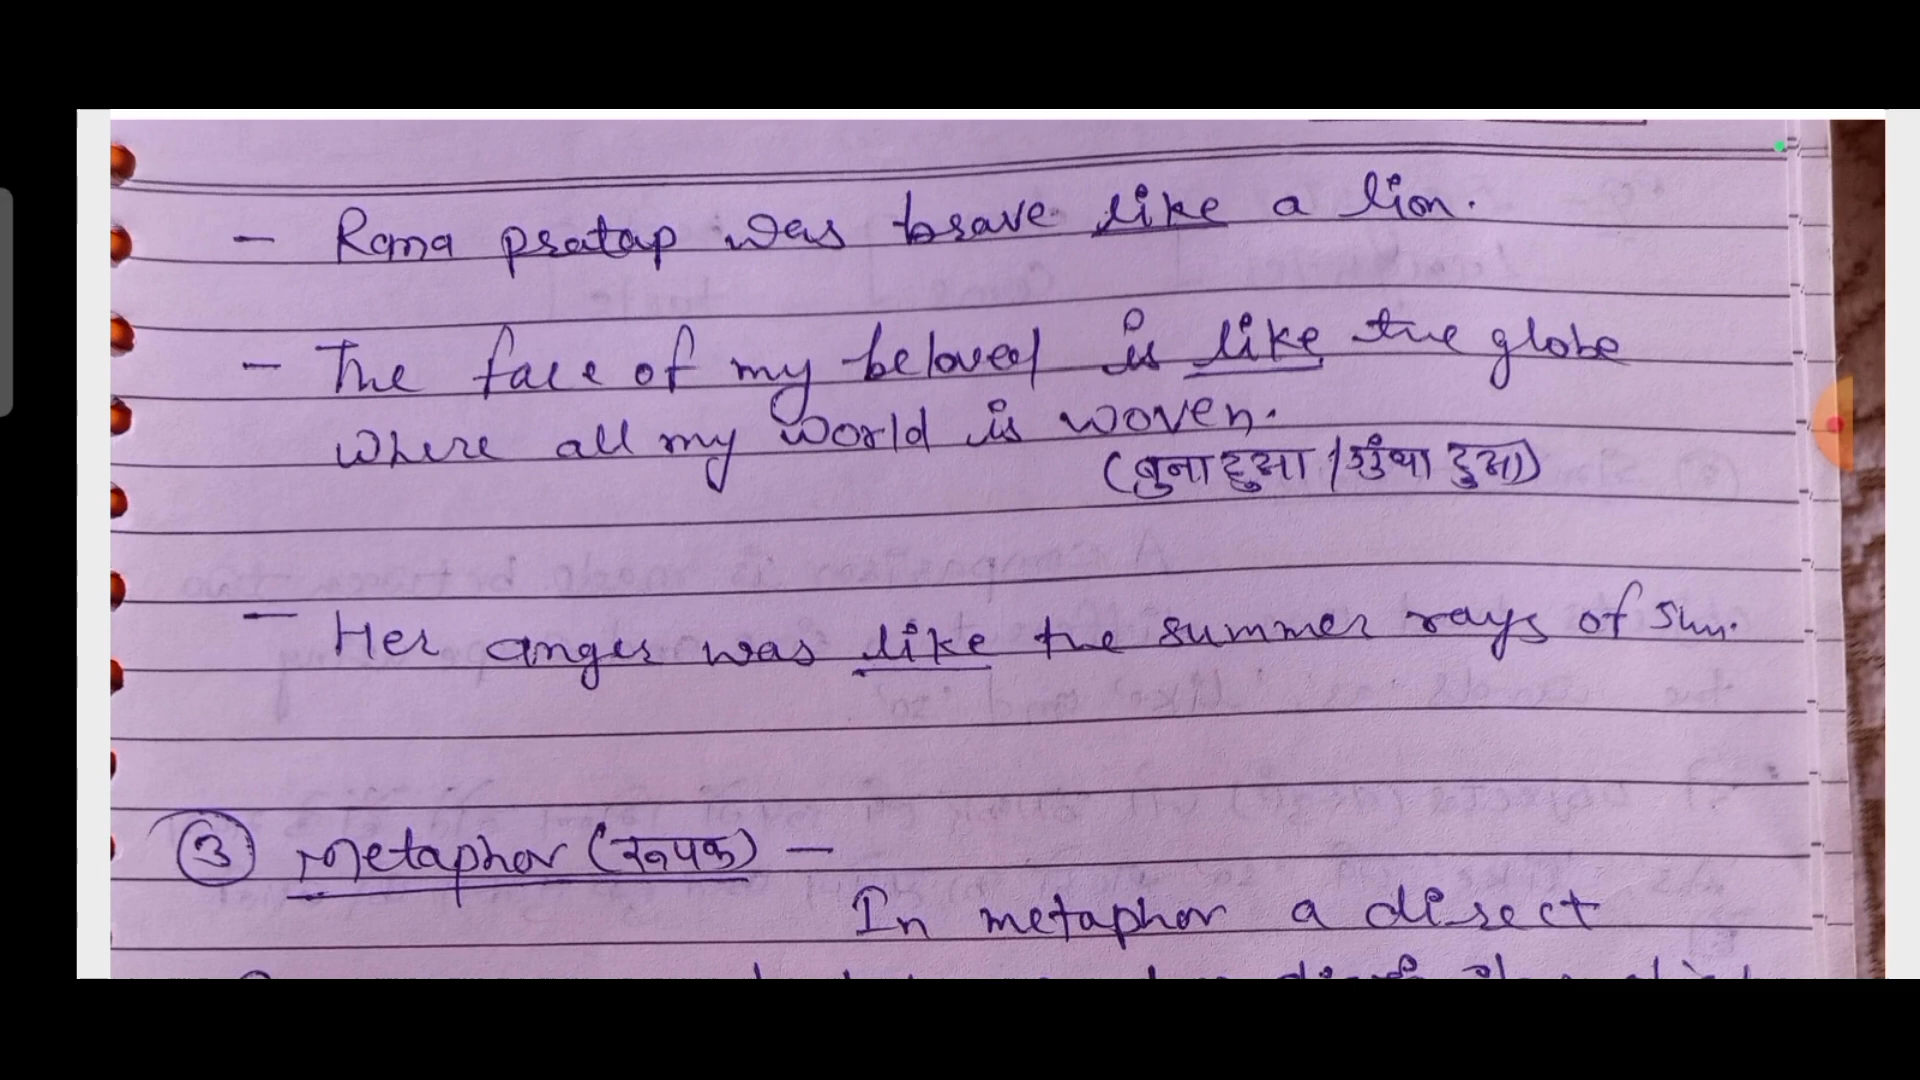 - Rana pratap was brave like a lion.
- The face of my beloved is like the globe
where all my world is woven.
(बुना हुआ / गुंथा हुआ)
- Her anger was like the summer rays of sun.
③ Metaphor (रूपक) -
In metaphor a direct